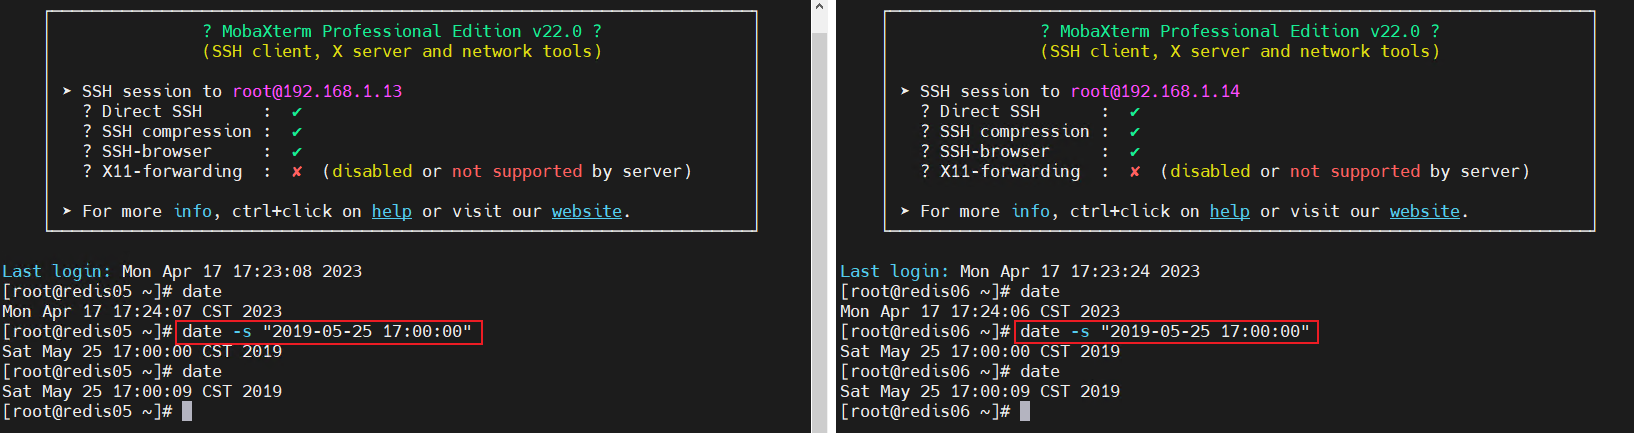 ? MobaXterm Professional Edition v22.0 ?
(SSH client, X server and network tools)
➤ SSH session to root@192.168.1.13
? Direct SSH : ✔
? SSH compression : ✔
? SSH-browser : ✔
? X11-forwarding : ✘ (disabled or not supported by server)
➤ For more info, ctrl+click on help or visit our website.
Last login: Mon Apr 17 17:23:08 2023
[root@redis05 ~]# date
Mon Apr 17 17:24:07 CST 2023
[root@redis05 ~]# date -s "2019-05-25 17:00:00"
Sat May 25 17:00:00 CST 2019
[root@redis05 ~]# date
Sat May 25 17:00:09 CST 2019
[root@redis05 ~]#
? MobaXterm Professional Edition v22.0 ?
(SSH client, X server and network tools)
➤ SSH session to root@192.168.1.14
? Direct SSH : ✔
? SSH compression : ✔
? SSH-browser : ✔
? X11-forwarding : ✘ (disabled or not supported by server)
➤ For more info, ctrl+click on help or visit our website.
Last login: Mon Apr 17 17:23:24 2023
[root@redis06 ~]# date
Mon Apr 17 17:24:06 CST 2023
[root@redis06 ~]# date -s "2019-05-25 17:00:00"
Sat May 25 17:00:00 CST 2019
[root@redis06 ~]# date
Sat May 25 17:00:09 CST 2019
[root@redis06 ~]#